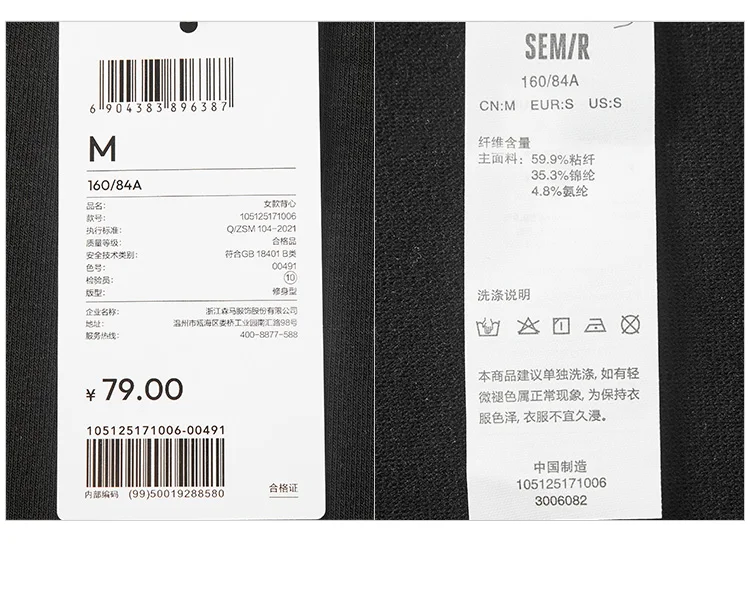 6 904383 896387
M
160/84A
品名： 女款背心
款号： 105125171006
执行标准： Q/ZSM 104-2021
质量等级： 合格品
安全技术类别： 符合GB 18401 B类
色号： 00491
检验员： 10
版型： 修身型
企业名称： 浙江森马服饰股份有限公司
地址： 温州市瓯海区娄桥工业园南汇路98号
服务热线： 400-8877-588
¥ 79.00
105125171006-00491
内部编码 (99)50019288580
合格证
SEM/R
160/84A
CN:M EUR:S US:S
纤维含量
主面料： 59.9%粘纤
35.3%锦纶
4.8%氨纶
洗涤说明
本商品建议单独洗涤, 如有轻
微褪色属正常现象, 为保持衣
服色泽, 衣服不宜久浸。
中国制造
105125171006
3006082